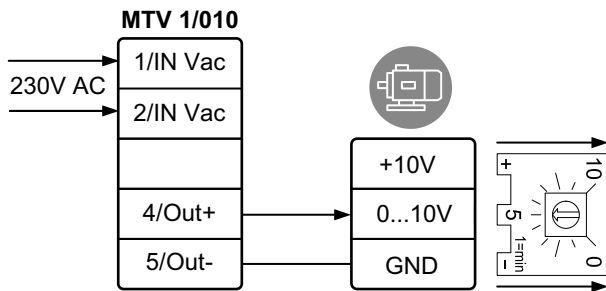 MTV 1/010
230V AC
1/IN Vac
2/IN Vac
4/Out+
5/Out-
+10V
0...10V
GND
+
5
-
1=min
10
0